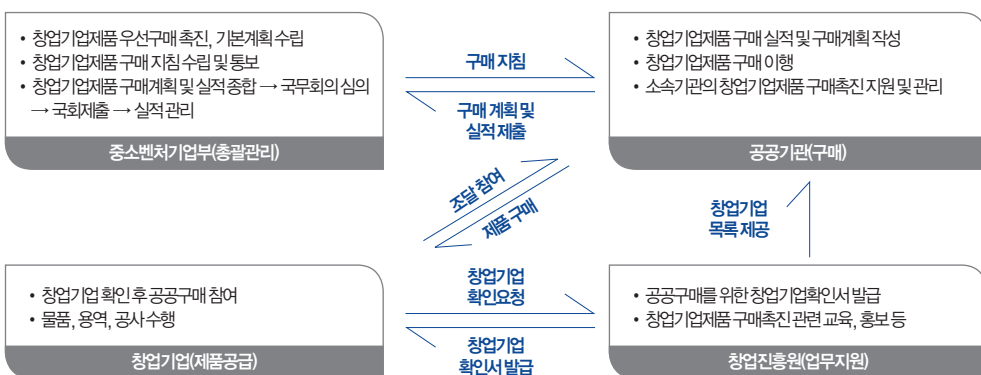 • 창업기업제품 우선구매 촉진, 기본계획 수립
• 창업기업제품 구매 지침 수립 및 통보
• 창업기업제품 구매계획 및 실적 종합 → 국무회의 심의
→ 국회제출 → 실적 관리
중소벤처기업부(총괄관리)
구매 지침
구매 계획 및
실적 제출
• 창업기업제품 구매 실적 및 구매계획 작성
• 창업기업제품 구매 이행
• 소속기관의 창업기업제품 구매촉진 지원 및 관리
공공기관(구매)
조달 참여
제품 구매
창업기업
목록 제공
• 창업기업 확인 후 공공구매 참여
• 물품, 용역, 공사 수행
창업기업(제품공급)
창업기업
확인요청
창업기업
확인서 발급
• 공공구매를 위한 창업기업확인서 발급
• 창업기업제품 구매촉진 관련 교육, 홍보 등
창업진흥원(업무지원)